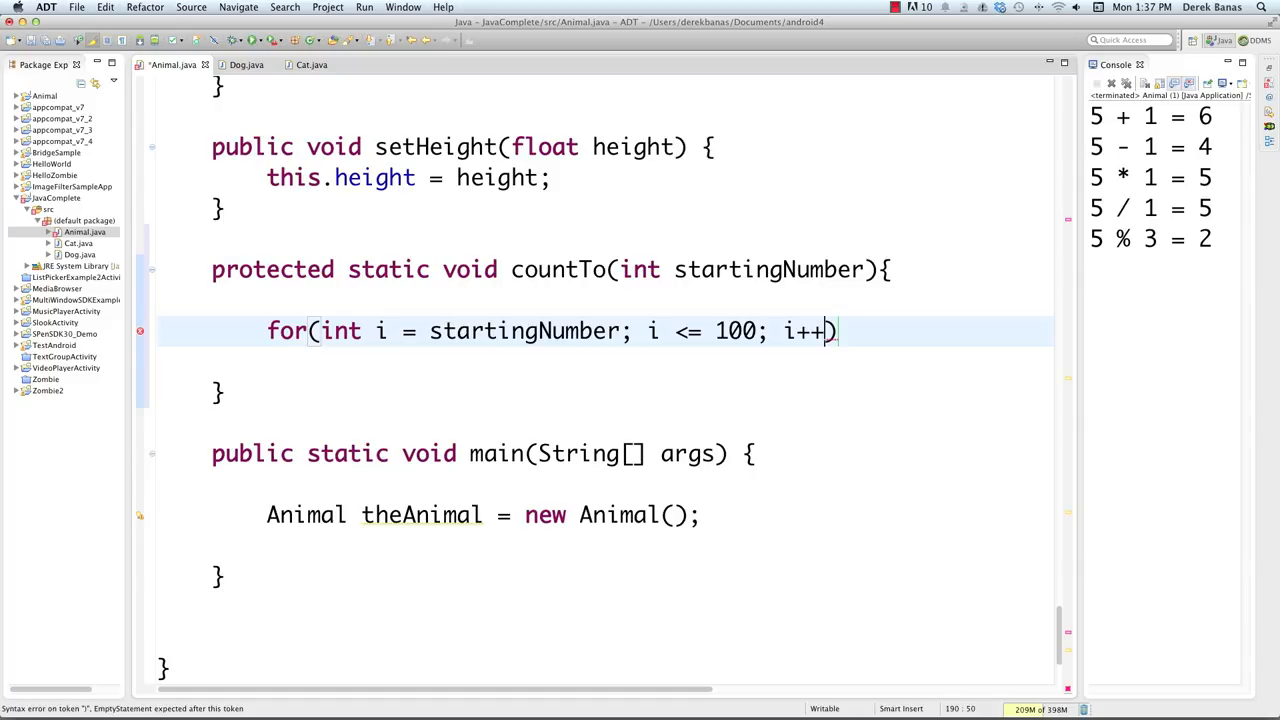 ADT File Edit Refactor Source Navigate Search Project Run Window Help 10 Mon 1:37 PM Derek Banas
Java – JavaComplete/src/Animal.java – ADT – /Users/derekbanas/Documents/android4
Quick Access Java DDMS
Package Exp
Animal
appcompat_v7
appcompat_v7_2
appcompat_v7_3
appcompat_v7_4
BridgeSample
HelloWorld
HelloZombie
ImageFilterSampleApp
JavaComplete
src
(default package)
Animal.java
Cat.java
Dog.java
JRE System Library [Ja
ListPickerExample2Activi
MediaBrowser
MultiWindowSDKExample
MusicPlayerActivity
SlookActivity
SPenSDK30_Demo
TestAndroid
TextGroupActivity
VideoPlayerActivity
Zombie
Zombie2
*Animal.java Dog.java Cat.java
}
public void setHeight(float height) {
this.height = height;
}
protected static void countTo(int startingNumber){
for(int i = startingNumber; i <= 100; i++)
}
public static void main(String[] args) {
Animal theAnimal = new Animal();
}
}
Console
<terminated> Animal (1) [Java Application] /S
5 + 1 = 6
5 - 1 = 4
5 * 1 = 5
5 / 1 = 5
5 % 3 = 2
Syntax error on token ")", EmptyStatement expected after this token Writable Smart Insert 190 : 50 209M of 398M